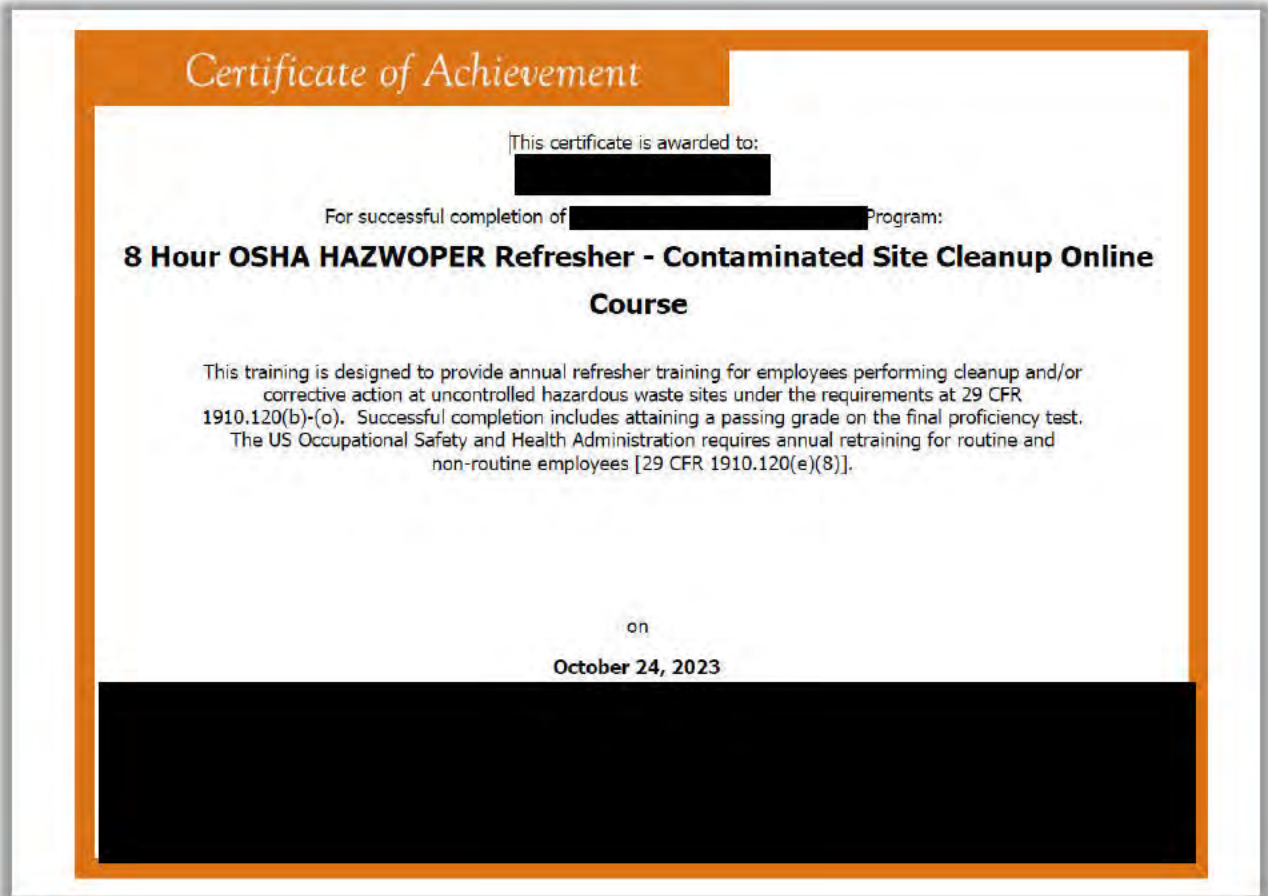 Certificate of Achievement
This certificate is awarded to:
For successful completion of Program:
8 Hour OSHA HAZWOPER Refresher - Contaminated Site Cleanup Online
Course
This training is designed to provide annual refresher training for employees performing cleanup and/or
corrective action at uncontrolled hazardous waste sites under the requirements at 29 CFR
1910.120(b)-(o). Successful completion includes attaining a passing grade on the final proficiency test.
The US Occupational Safety and Health Administration requires annual retraining for routine and
non-routine employees [29 CFR 1910.120(e)(8)].
on
October 24, 2023